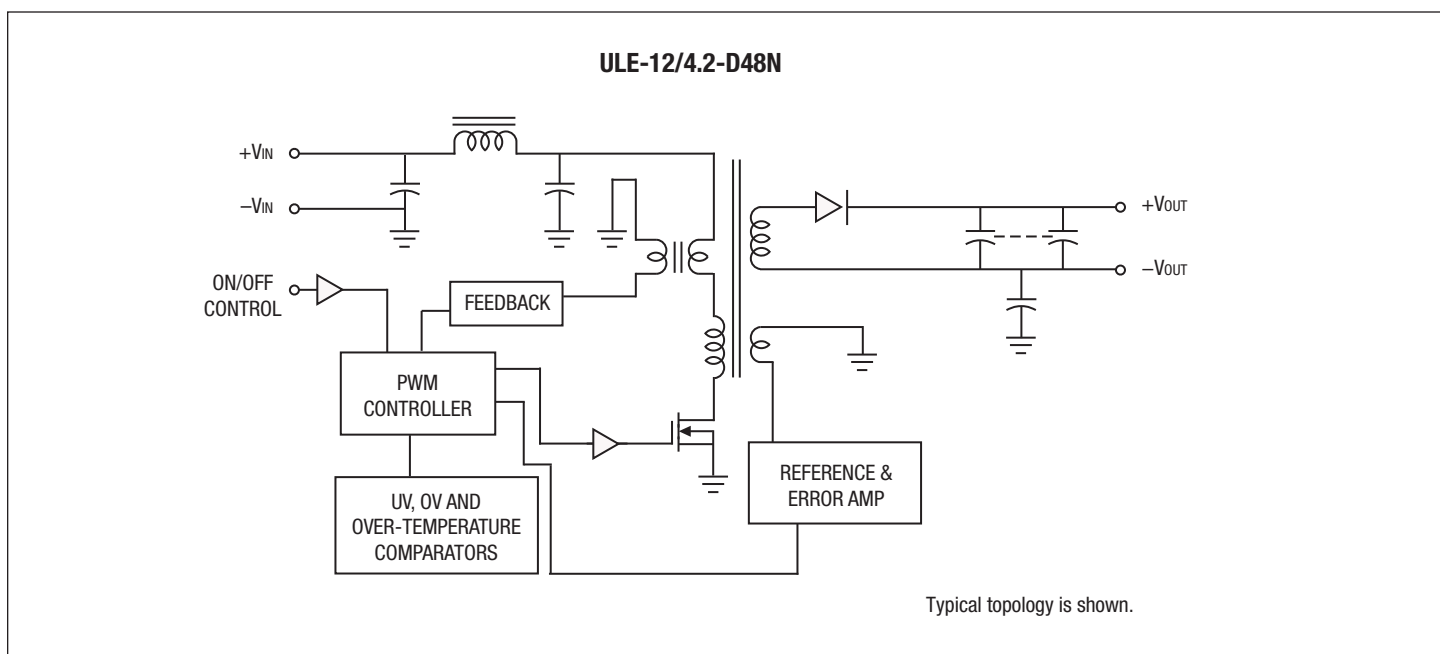 ULE-12/4.2-D48N
+VIN
–VIN
+VOUT
–VOUT
ON/OFF
CONTROL
FEEDBACK
PWM
CONTROLLER
UV, OV AND
OVER-TEMPERATURE
COMPARATORS
REFERENCE &
ERROR AMP
Typical topology is shown.